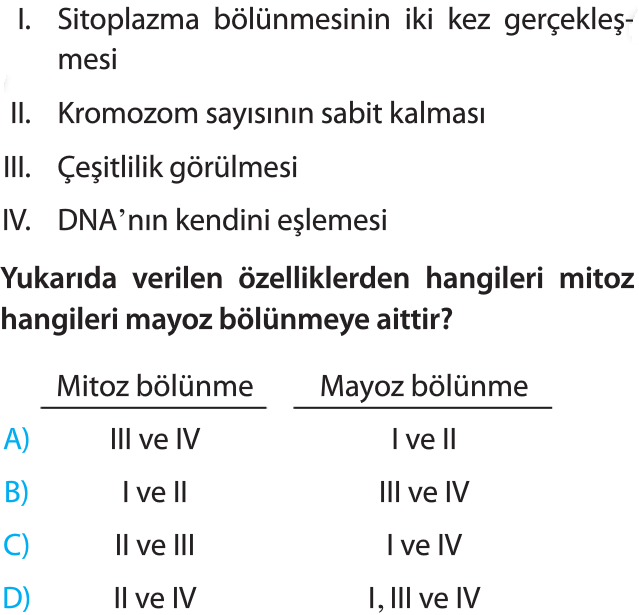 I. Sitoplazma bölünmesinin iki kez gerçekleş-
mesi
II. Kromozom sayısının sabit kalması
III. Çeşitlilik görülmesi
IV. DNA’nın kendini eşlemesi
Yukarıda verilen özelliklerden hangileri mitoz
hangileri mayoz bölünmeye aittir?
Mitoz bölünme Mayoz bölünme
A) III ve IV I ve II
B) I ve II III ve IV
C) II ve III I ve IV
D) II ve IV I, III ve IV